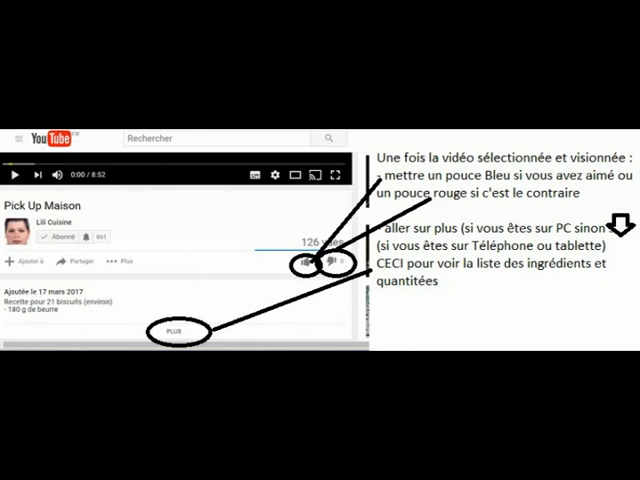 YouTube FR
Rechercher
0:00 / 8:52
Pick Up Maison
Lili Cuisine
Abonné 861
126 vues
Ajouter à Partager Plus
0
Ajoutée le 17 mars 2017
Recette pour 21 biscuits (environ)
- 180 g de beurre
PLUS
Une fois la vidéo sélectionnée et visionnée :
- mettre un pouce Bleu si vous avez aimé ou
un pouce rouge si c'est le contraire
- aller sur plus (si vous êtes sur PC sinon
(si vous êtes sur Téléphone ou tablette)
CECI pour voir la liste des ingrédients et
quantitées